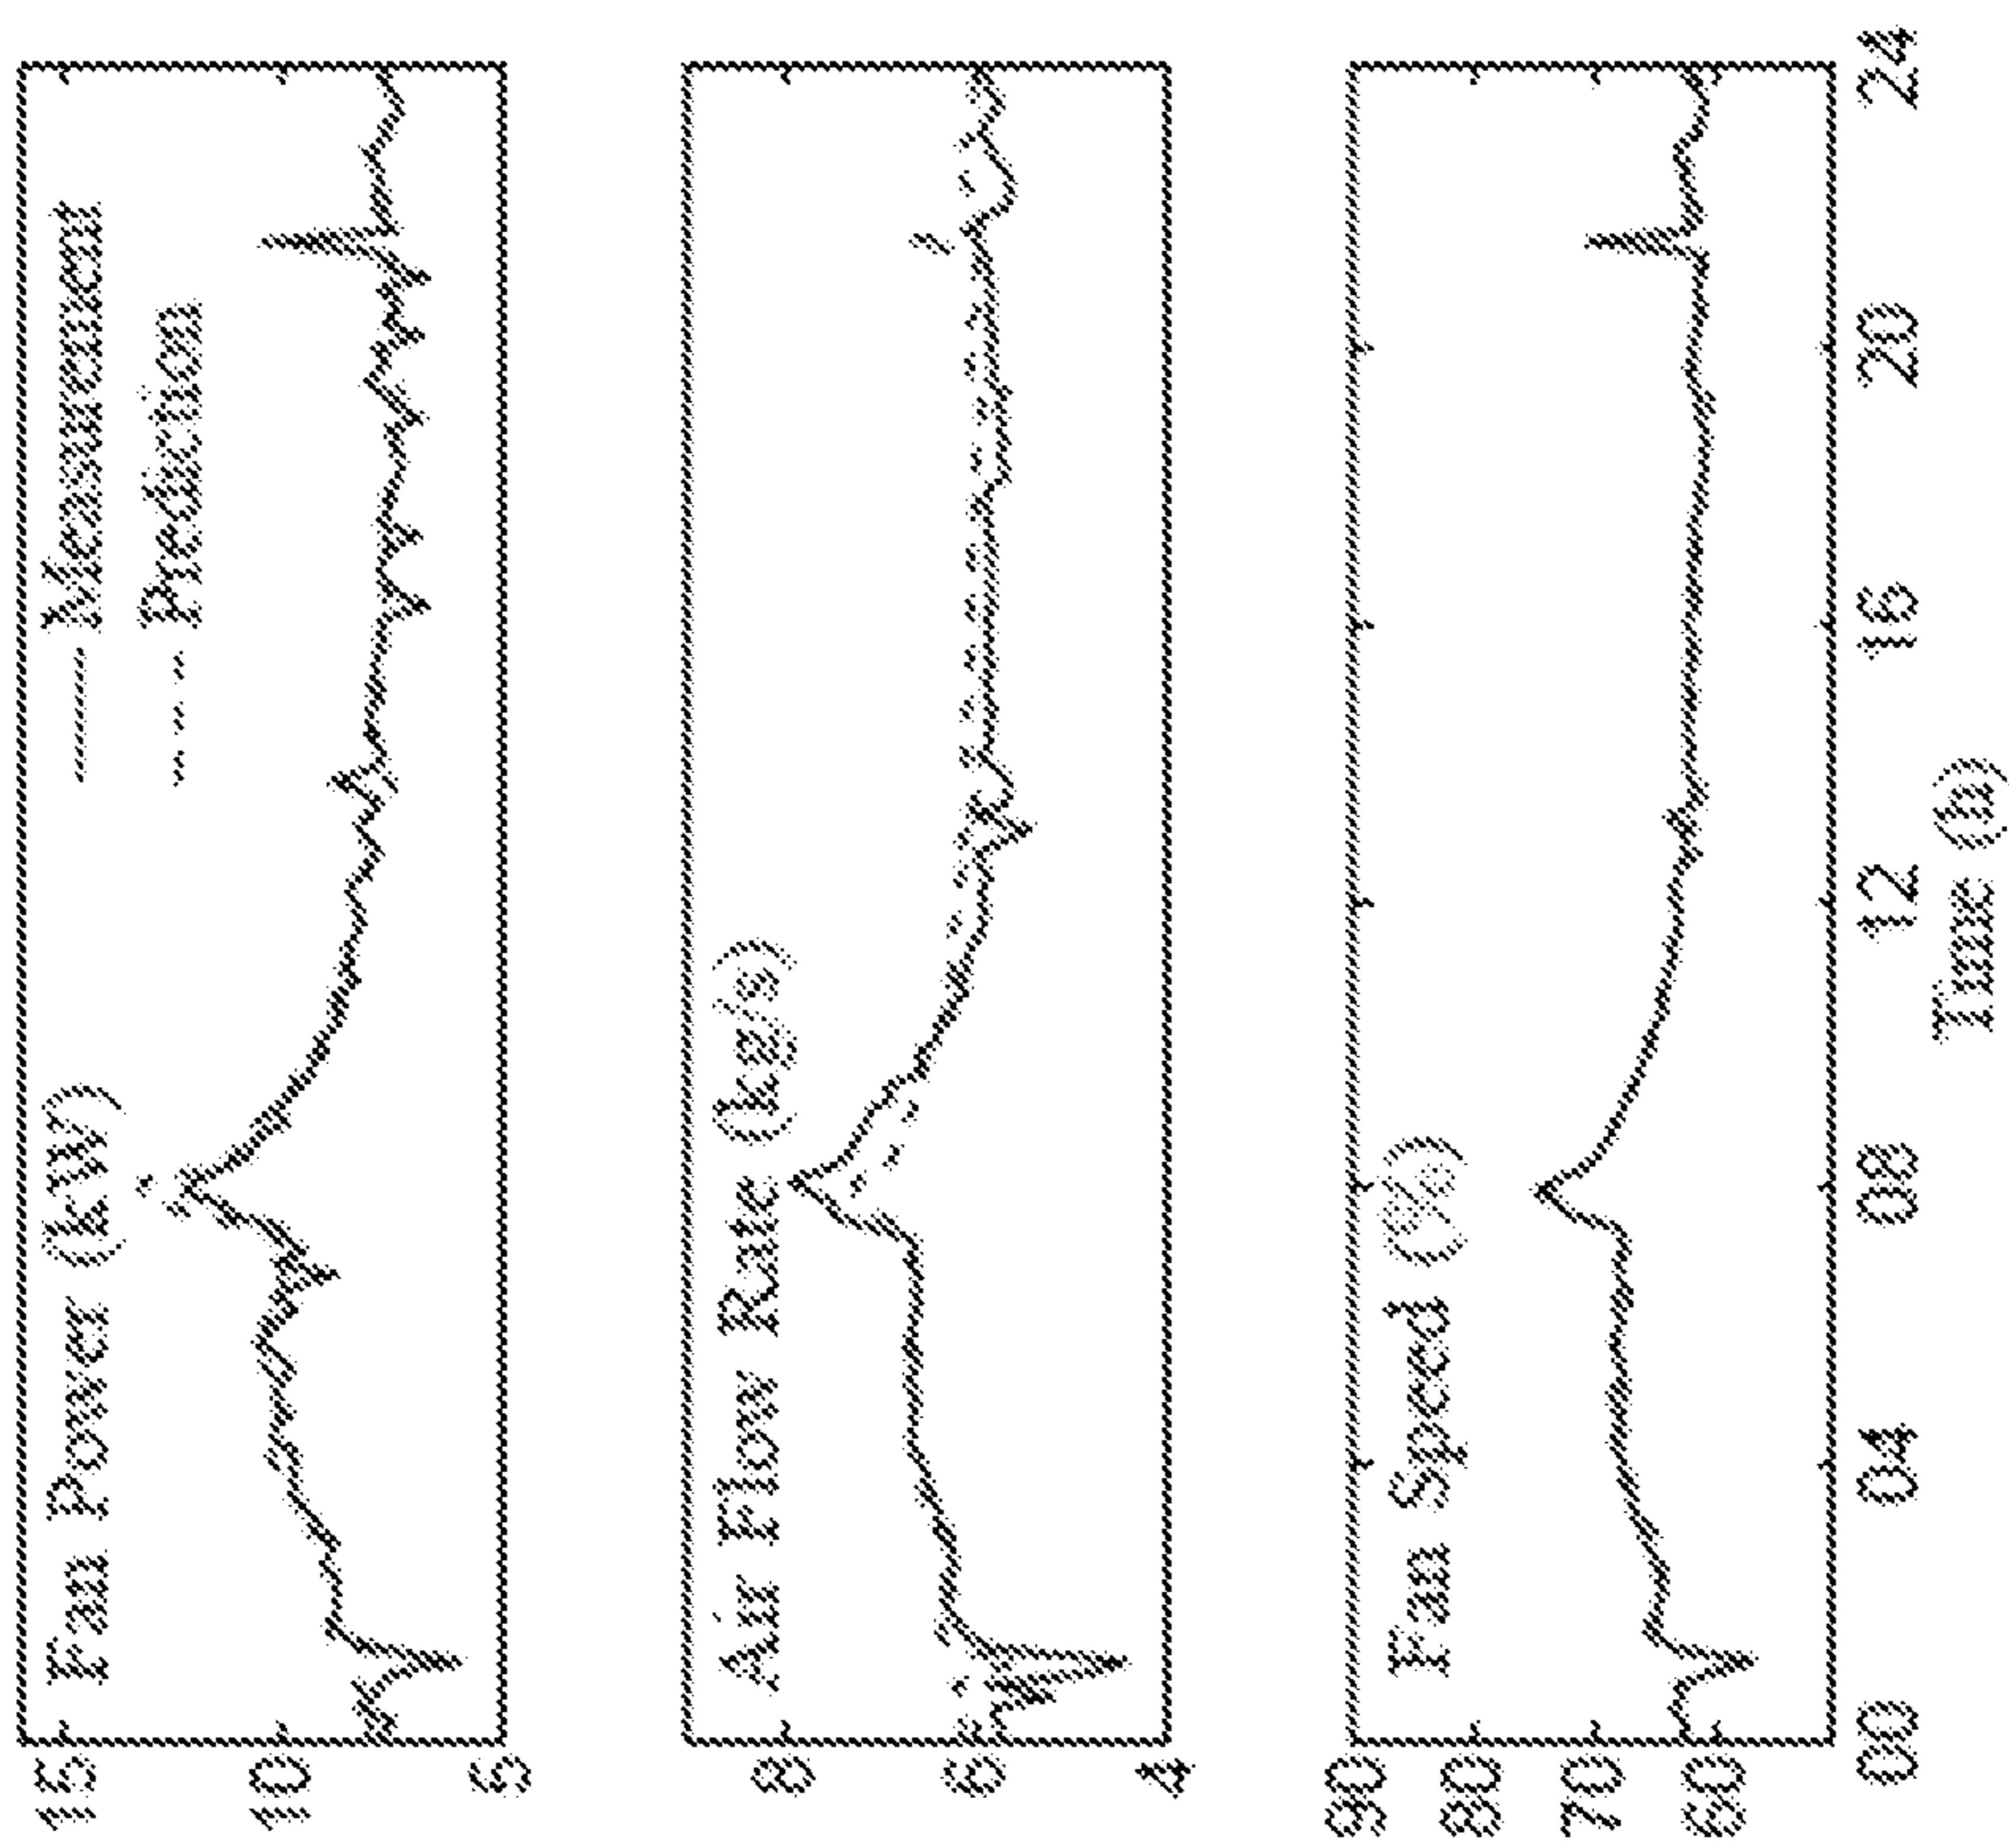 Fan Power (kW)
Measurement
Prediction
15
10
5
Air Flow Rate (kg/s)
8
6
4
Fan Speed (%)
90
80
70
60
00
04
08
12
16
20
24
Time (h)